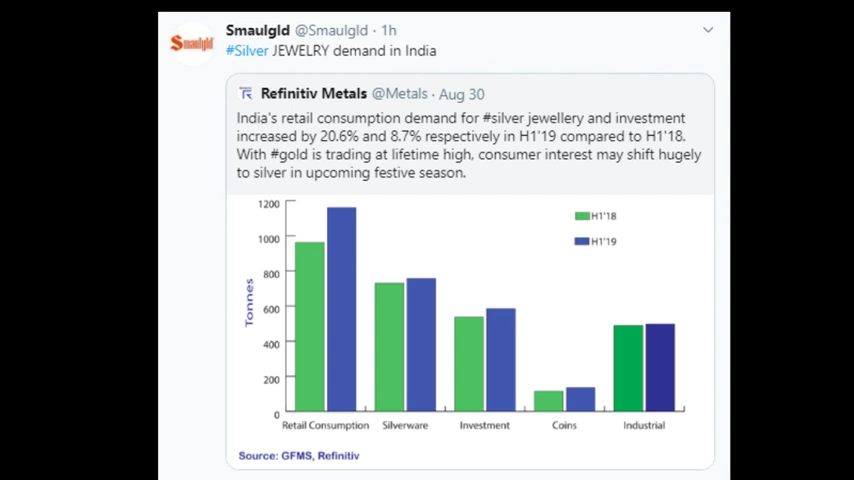 Smaulgld @Smaulgld · 1h
Smaulgld
#Silver JEWELRY demand in India
Refinitiv Metals @Metals · Aug 30
India's retail consumption demand for #silver jewellery and investment
increased by 20.6% and 8.7% respectively in H1'19 compared to H1'18.
With #gold is trading at lifetime high, consumer interest may shift hugely
to silver in upcoming festive season.
1200
1000
800
600
400
200
0
Tonnes
H1'18
H1'19
Retail Consumption
Silverware
Investment
Coins
Industrial
Source: GFMS, Refinitiv